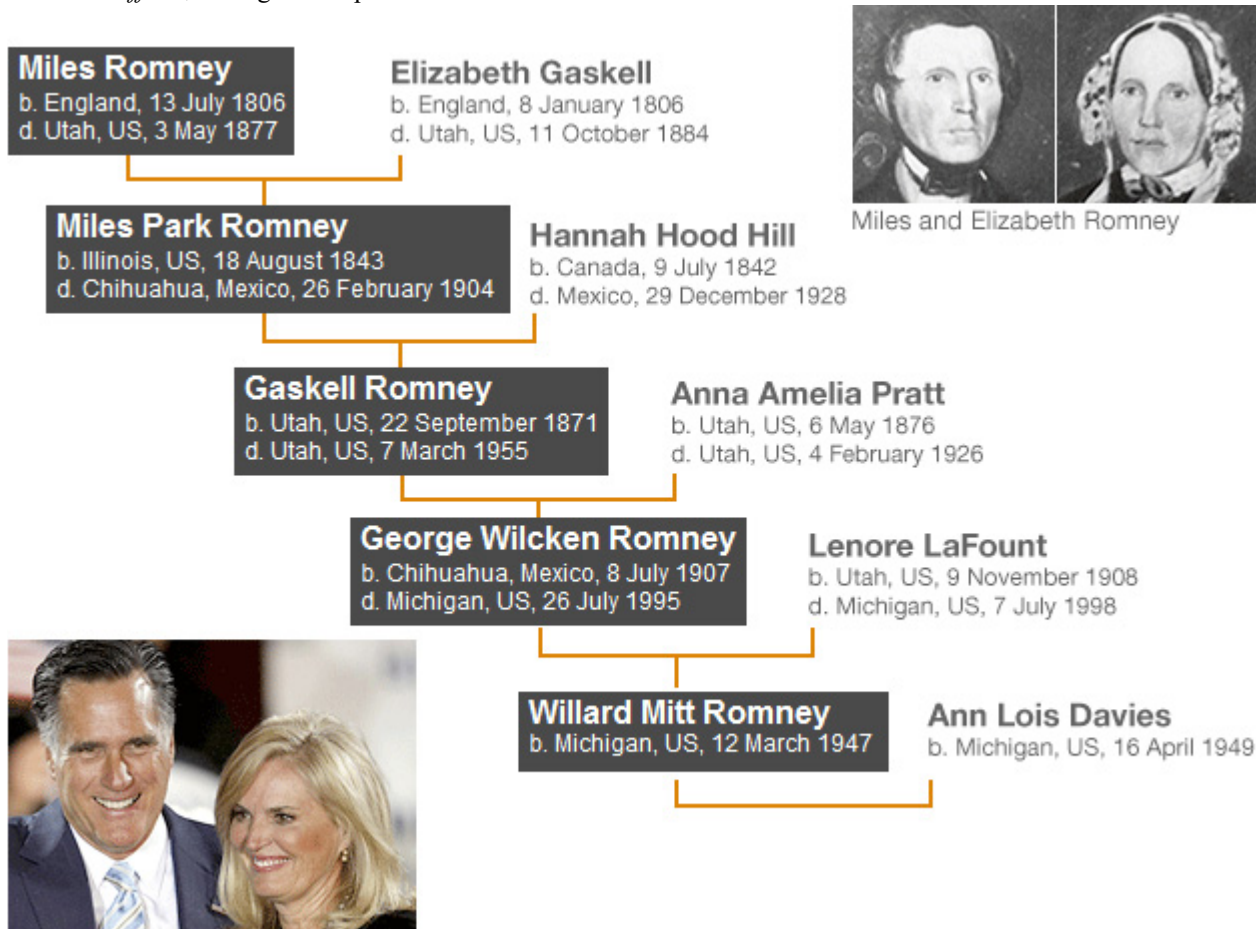 Miles Romney
b. England, 13 July 1806
d. Utah, US, 3 May 1877
Elizabeth Gaskell
b. England, 8 January 1806
d. Utah, US, 11 October 1884
Miles and Elizabeth Romney
Miles Park Romney
b. Illinois, US, 18 August 1843
d. Chihuahua, Mexico, 26 February 1904
Hannah Hood Hill
b. Canada, 9 July 1842
d. Mexico, 29 December 1928
Gaskell Romney
b. Utah, US, 22 September 1871
d. Utah, US, 7 March 1955
Anna Amelia Pratt
b. Utah, US, 6 May 1876
d. Utah, US, 4 February 1926
George Wilcken Romney
b. Chihuahua, Mexico, 8 July 1907
d. Michigan, US, 26 July 1995
Lenore LaFount
b. Utah, US, 9 November 1908
d. Michigan, US, 7 July 1998
Willard Mitt Romney
b. Michigan, US, 12 March 1947
Ann Lois Davies
b. Michigan, US, 16 April 1949